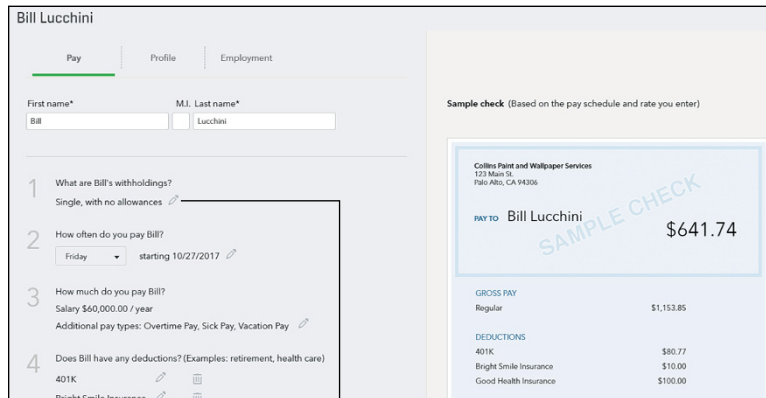 Bill Lucchini
Pay Profile Employment
First name* M.I. Last name*
Bill Lucchini
1 What are Bill's withholdings?
Single, with no allowances
2 How often do you pay Bill?
Friday starting 10/27/2017
3 How much do you pay Bill?
Salary $60,000.00 / year
Additional pay types: Overtime Pay, Sick Pay, Vacation Pay
4 Does Bill have any deductions? (Examples: retirement, health care)
401K
Bright Smile Insurance
Sample check (Based on the pay schedule and rate you enter)
Collins Paint and Wallpaper Services
123 Main St.
Palo Alto, CA 94306
PAY TO Bill Lucchini
$641.74
SAMPLE CHECK
GROSS PAY
Regular $1,153.85
DEDUCTIONS
401K $80.77
Bright Smile Insurance $10.00
Good Health Insurance $100.00